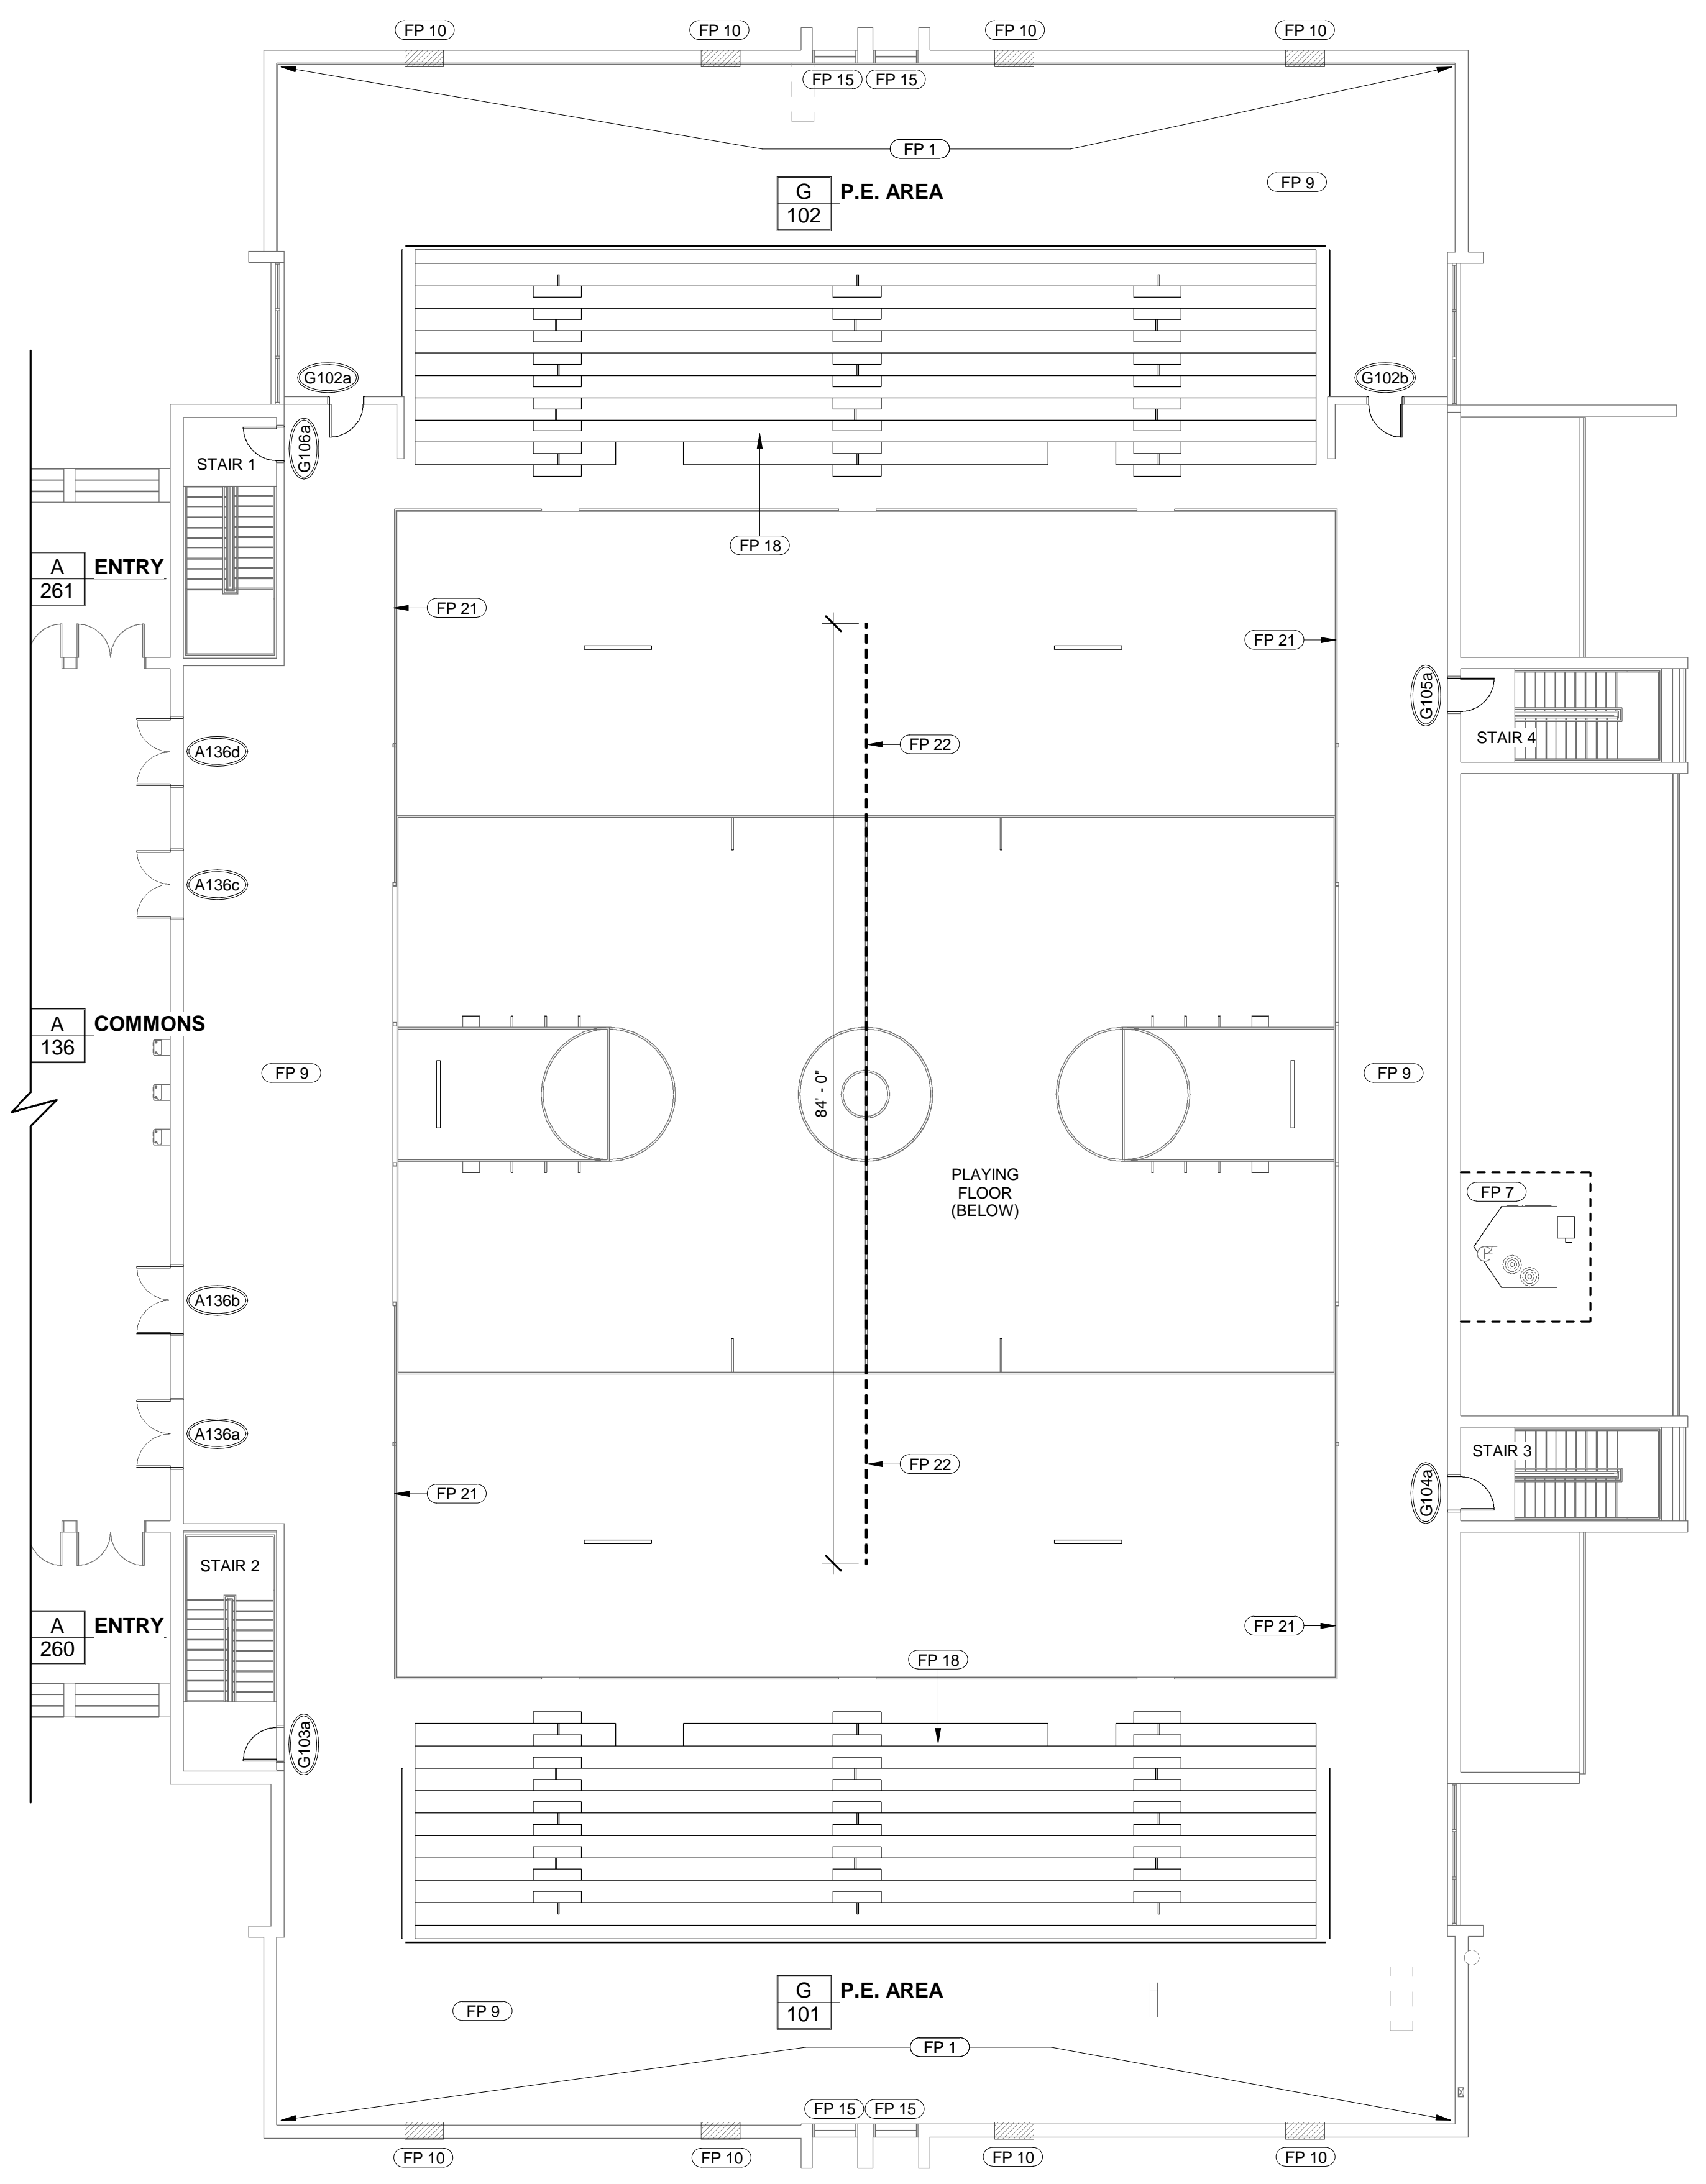 FP 10
FP 10
FP 10
FP 10
FP 15
FP 15
FP 1
FP 9
G
102
P.E. AREA
G102a
G102b
G106a
STAIR 1
FP 18
A
261
ENTRY
FP 21
FP 21
G105a
STAIR 4
A136d
FP 22
A136c
A
136
COMMONS
FP 9
84' - 0"
FP 9
PLAYING
FLOOR
(BELOW)
FP 7
A136b
A136a
STAIR 3
FP 22
FP 21
G104a
STAIR 2
A
260
ENTRY
FP 21
FP 18
G103a
G
101
P.E. AREA
FP 9
FP 1
FP 15
FP 15
FP 10
FP 10
FP 10
FP 10